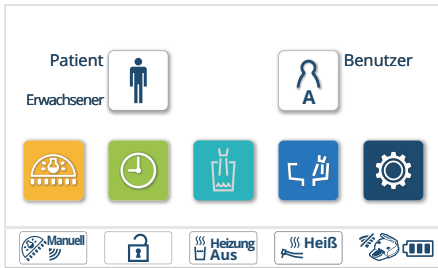 Patient
Benutzer
Erwachsener
A
Manuell
Heizung
Aus
Heiß